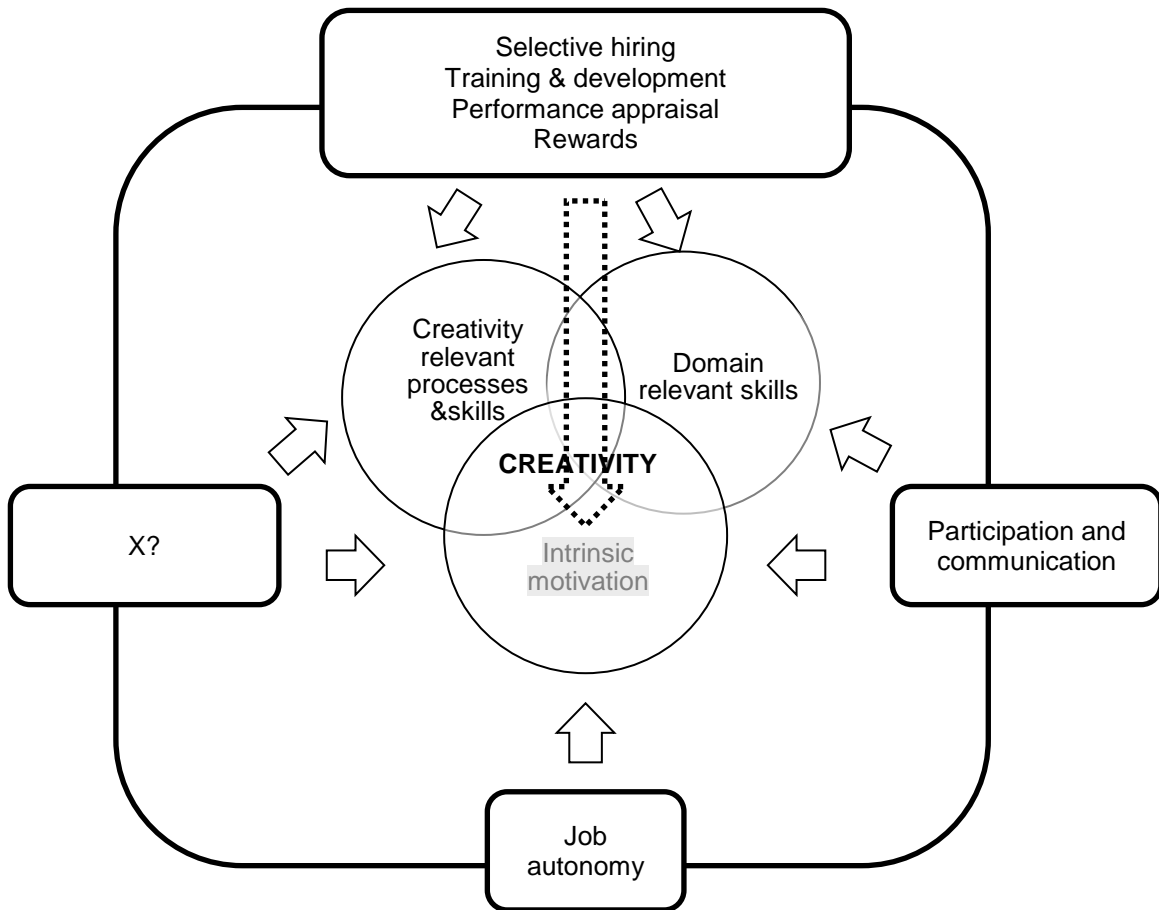 Selective hiring
Training & development
Performance appraisal
Rewards
Creativity
relevant
processes
&skills
Domain
relevant skills
CREATIVITY
X?
Intrinsic
motivation
Participation and
communication
Job
autonomy